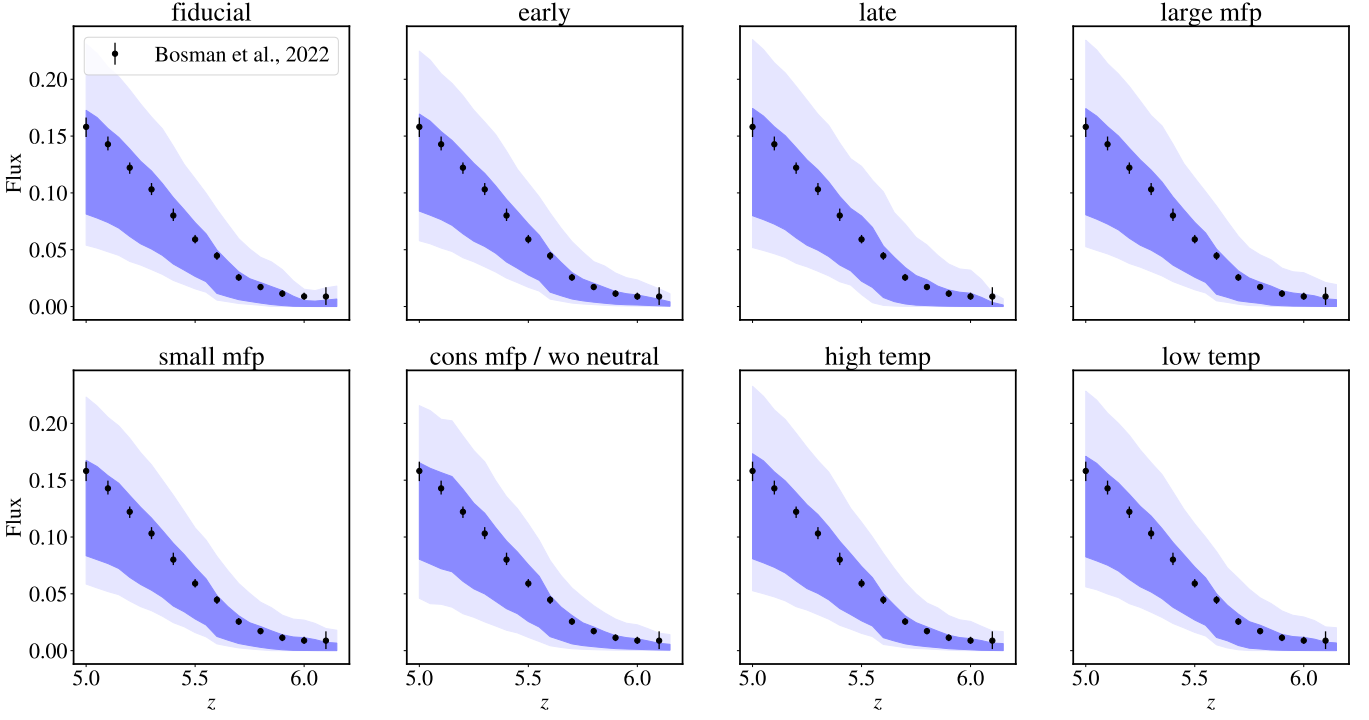 fiducial early late large mfp
Bosman et al., 2022
0.20
0.15
0.10
0.05
0.00
Flux
small mfp cons mfp / wo neutral high temp low temp
0.20
0.15
0.10
0.05
0.00
Flux
5.0 5.5 6.0 5.0 5.5 6.0 5.0 5.5 6.0 5.0 5.5 6.0
z z z z